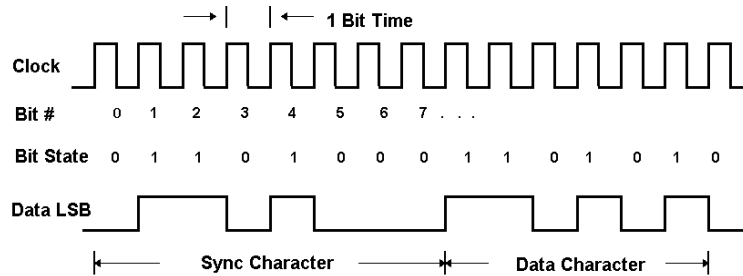 1 Bit Time
Clock
Bit # 0 1 2 3 4 5 6 7 . . .
Bit State 0 1 1 0 1 0 0 0 1 1 0 1 0 1 0
Data LSB
Sync Character Data Character